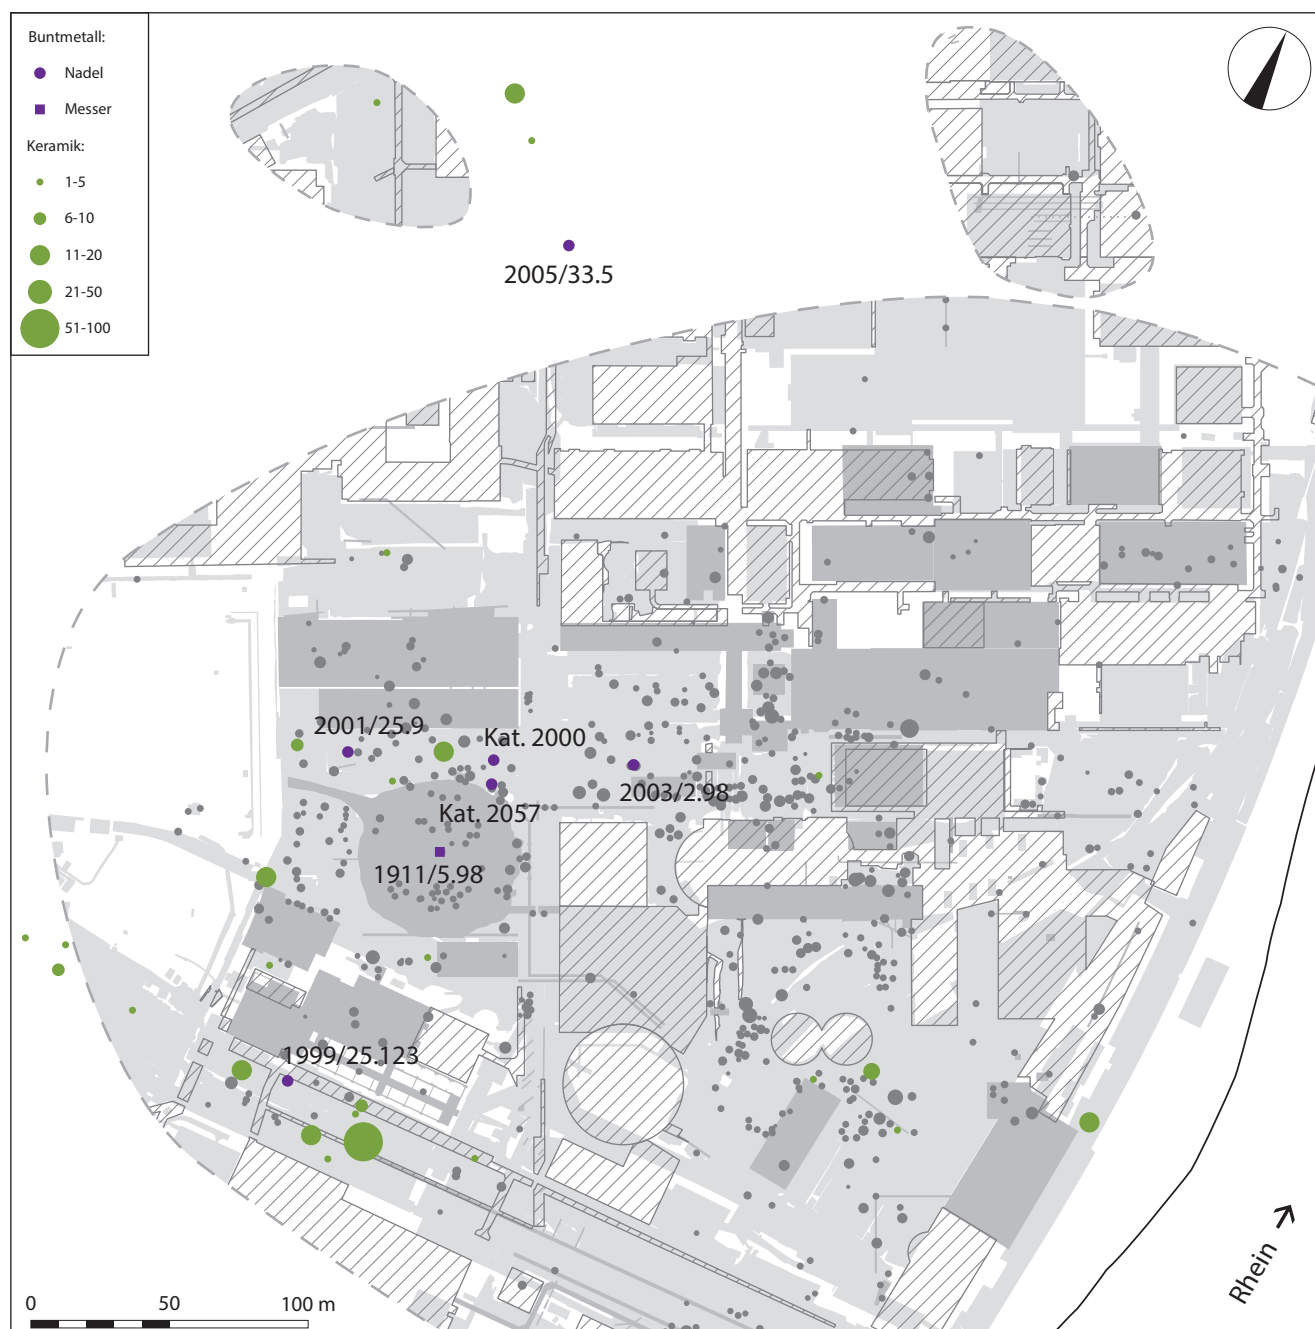 Buntmetall:
Nadel
Messer
Keramik:
1-5
6-10
11-20
21-50
51-100
2005/33.5
2001/25.9
Kat. 2000
2003/2.98
Kat. 2057
1911/5.98
1999/25.123
Rhein
0 50 100 m